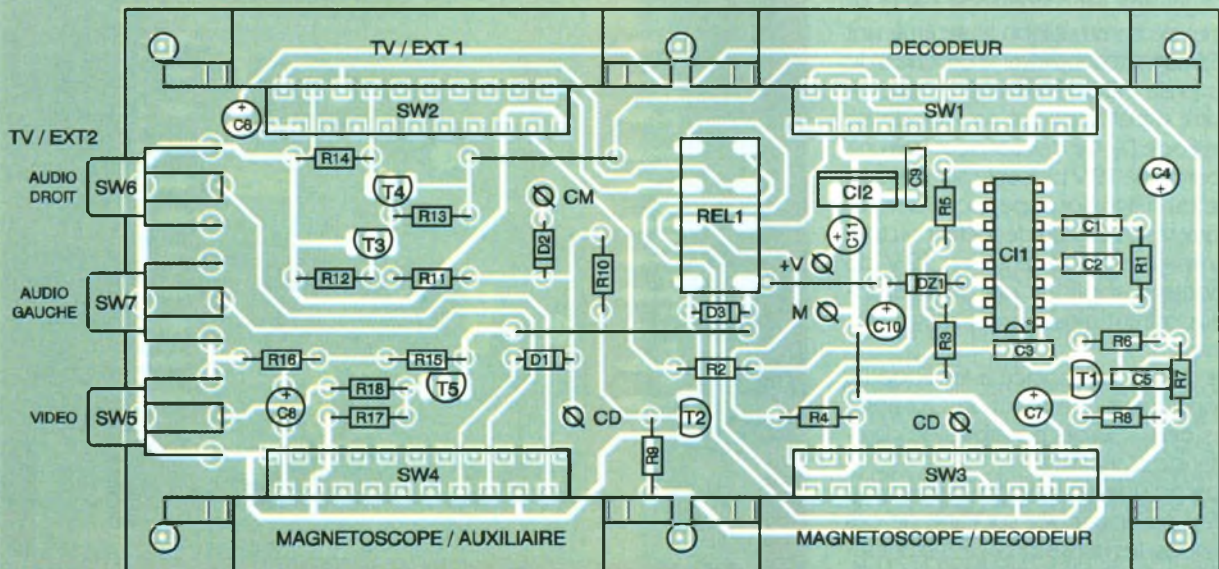 TV / EXT 1
DECODEUR
SW2
SW1
C6
TV / EXT2
AUDIO
DROIT
SW6
R14
T4
R13
T3
R12
R11
CM
D2
R10
REL1
CI2
C9
C11
R5
CI1
C1
C2
R1
C4
+V
DZ1
M
C10
D3
R3
C3
AUDIO
GAUCHE
SW7
R16
R15
D1
R2
R6
R7
R18
T5
T1
C5
VIDEO
SW5
C8
R17
CD
T2
R4
CD
C7
R8
R9
SW4
SW3
MAGNETOSCOPE / AUXILIAIRE
MAGNETOSCOPE / DECODEUR